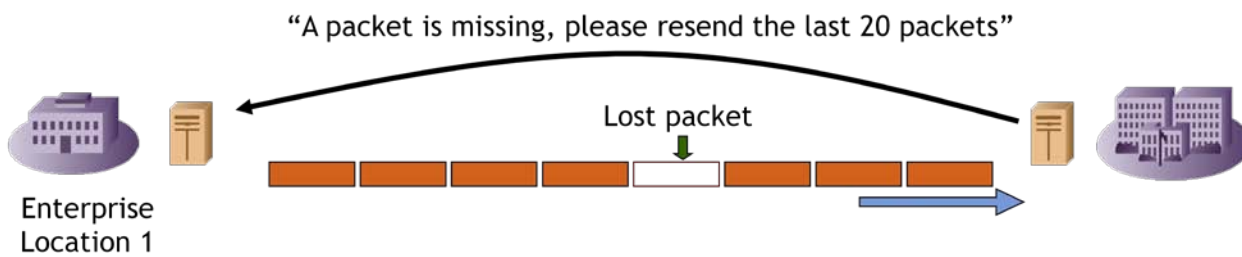 “A packet is missing, please resend the last 20 packets”
Lost packet
Enterprise
Location 1